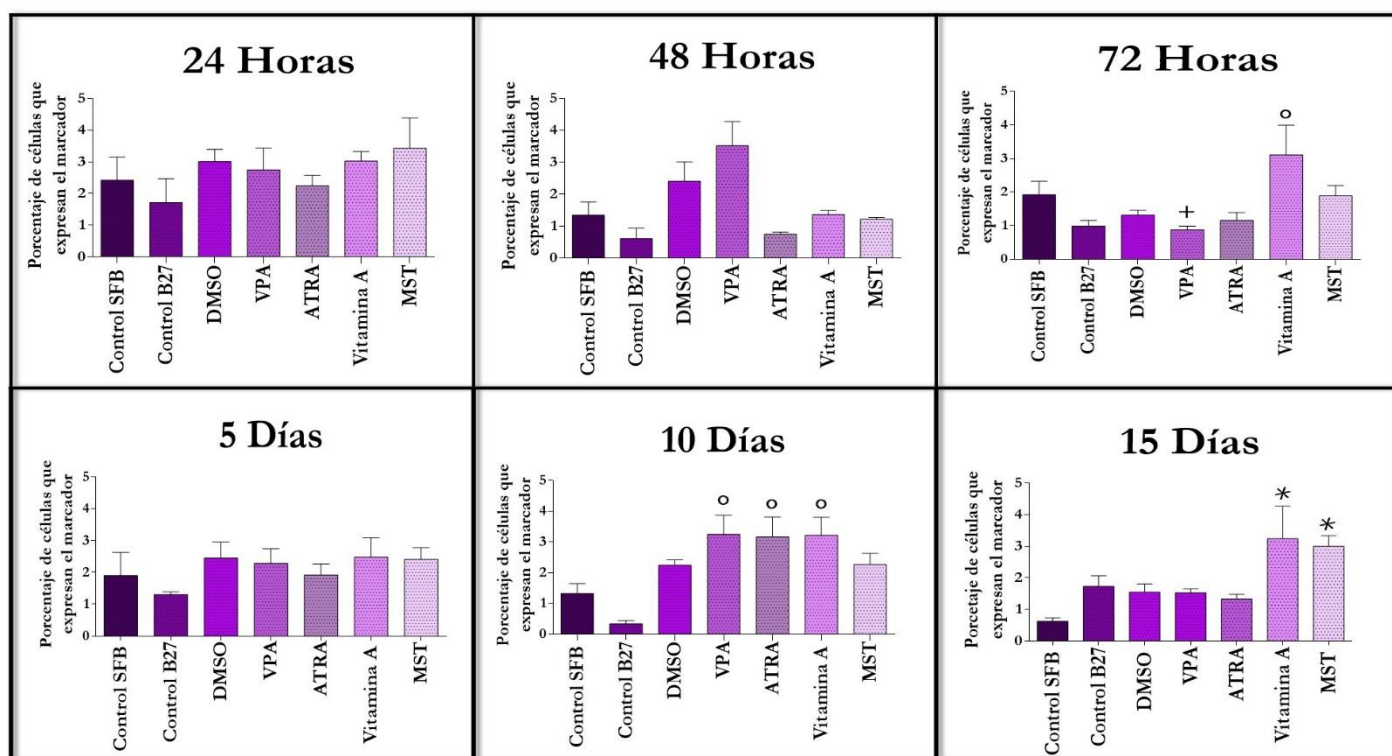 24 Horas
Porcentaje de células que
expresan el marcador
5
4
3
2
1
0
Control SFB
Control B27
DMSO
VPA
ATRA
Vitamina A
MST
48 Horas
Porcentaje de células que
expresan el marcador
5
4
3
2
1
0
Control SFB
Control B27
DMSO
VPA
ATRA
Vitamina A
MST
72 Horas
Porcentaje de células que
expresan el marcador
5
4
3
2
1
0
+
o
Control SFB
Control B27
DMSO
VPA
ATRA
Vitamina A
MST
5 Días
Porcentaje de células que
expresan el marcador
5
4
3
2
1
0
Control SFB
Control B27
DMSO
VPA
ATRA
Vitamina A
MST
10 Días
Porcentaje de células que
expresan el marcador
5
4
3
2
1
0
o
o
o
Control SFB
Control B27
DMSO
VPA
ATRA
Vitamina A
MST
15 Días
Porcetaje de células que
expresan el marcador
5
4
3
2
1
0
*
*
Control SFB
Control B27
DMSO
VPA
ATRA
Vitamina A
MST